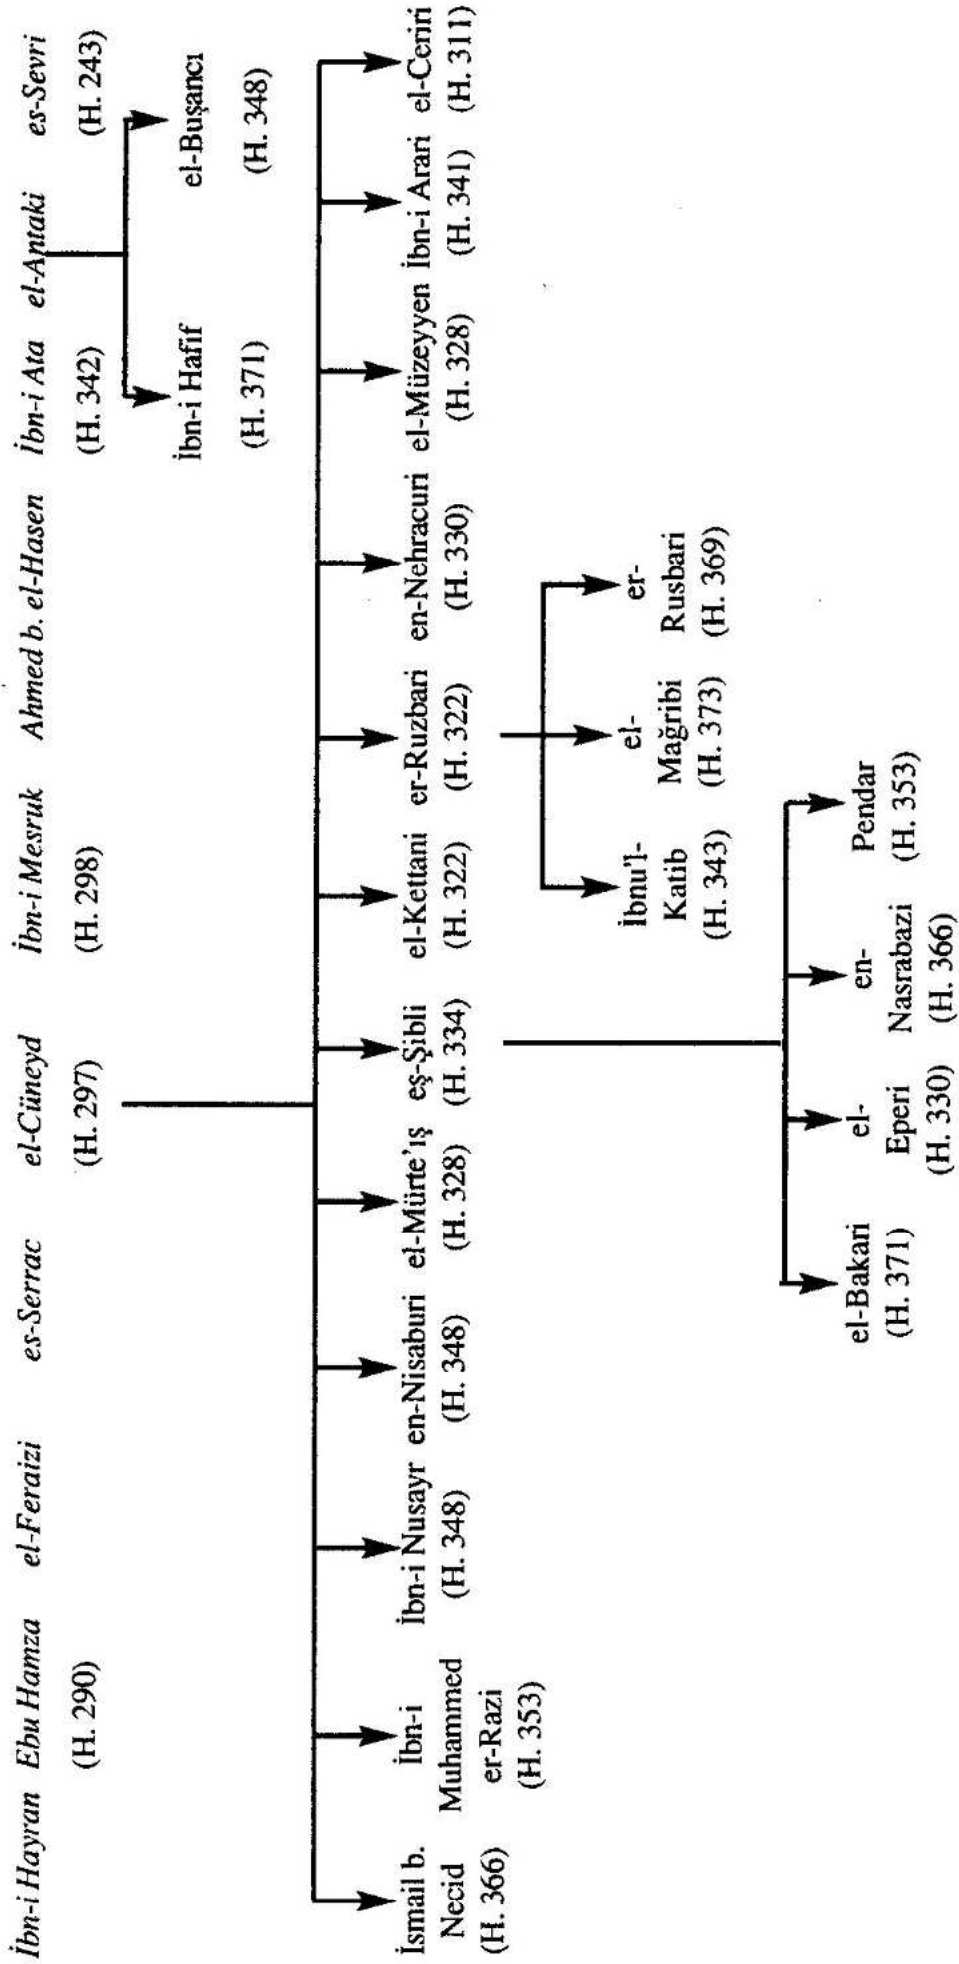 İbn-i Hayran Ebu Hamza el-Feraizi es-Serrac el-Cüneyd İbn-i Mesruk Ahmed b. el-Hasen İbn-i Ata el-Antaki es-Sevri
(H. 290) (H. 297) (H. 298) (H. 342) (H. 243)
İbn-i Hafif el-Buşancı
(H. 371) (H. 348)
İsmail b. İbn-i İbn-i Nusayr en-Nisaburi el-Mürte'ış eş-Şibli el-Kettani er-Ruzbari en-Nehracuri el-Müzeyyen İbn-i Arari el-Ceriri
Necid Muhammed (H. 348) (H. 348) (H. 328) (H. 334) (H. 322) (H. 322) (H. 330) (H. 328) (H. 341) (H. 311)
(H. 366) er-Razi
(H. 353)
İbnu'l- el- er-
Katib Mağribi Rusbari
(H. 343) (H. 373) (H. 369)
el-Bakari el- en- Pendar
(H. 371) Eperi Nasrabazi (H. 353)
(H. 330) (H. 366)